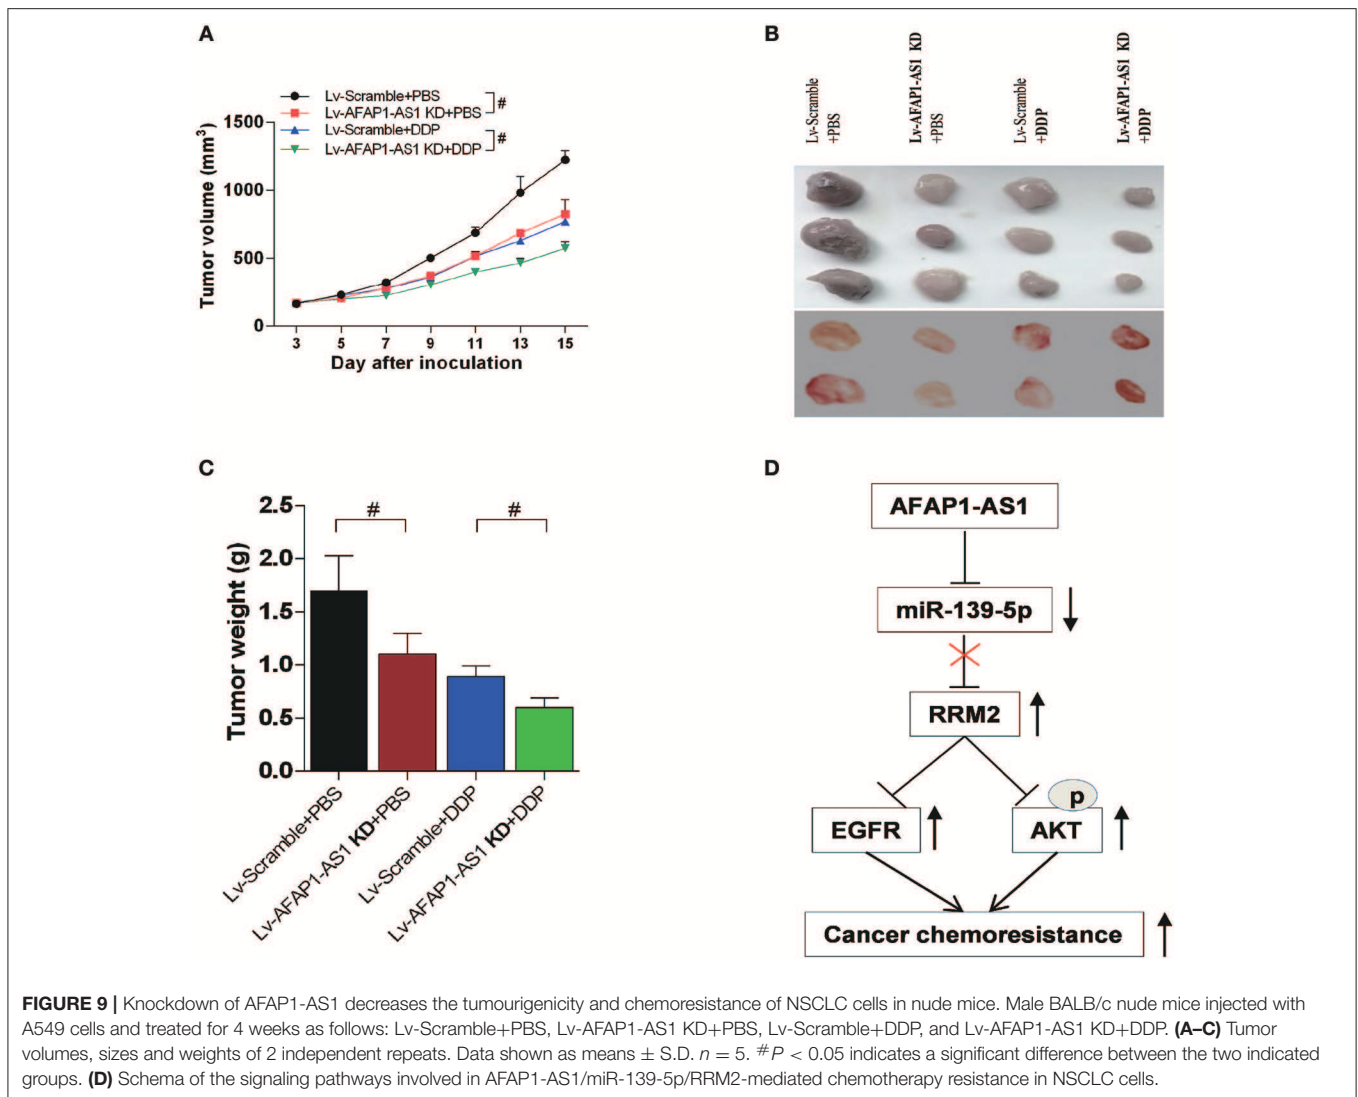 A
Lv-Scramble+PBS
Lv-AFAP1-AS1 KD+PBS
#
Lv-Scramble+DDP
Lv-AFAP1-AS1 KD+DDP
#
Tumor volume (mm³)
1500
1000
500
0
3 5 7 9 11 13 15
Day after inoculation
B
Lv-Scramble
+PBS
Lv-AFAP1-AS1 KD
+PBS
Lv-Scramble
+DDP
Lv-AFAP1-AS1 KD
+DDP
C
Tumor weight (g)
2.5
2.0
1.5
1.0
0.5
0.0
# #
Lv-Scramble+PBS
Lv-AFAP1-AS1 KD+PBS
Lv-Scramble+DDP
Lv-AFAP1-AS1 KD+DDP
D
AFAP1-AS1
miR-139-5p
RRM2
p
EGFR AKT
Cancer chemoresistance
FIGURE 9 | Knockdown of AFAP1-AS1 decreases the tumourigenicity and chemoresistance of NSCLC cells in nude mice. Male BALB/c nude mice injected with
A549 cells and treated for 4 weeks as follows: Lv-Scramble+PBS, Lv-AFAP1-AS1 KD+PBS, Lv-Scramble+DDP, and Lv-AFAP1-AS1 KD+DDP. (A–C) Tumor
volumes, sizes and weights of 2 independent repeats. Data shown as means ± S.D. n = 5. #P < 0.05 indicates a significant difference between the two indicated
groups. (D) Schema of the signaling pathways involved in AFAP1-AS1/miR-139-5p/RRM2-mediated chemotherapy resistance in NSCLC cells.